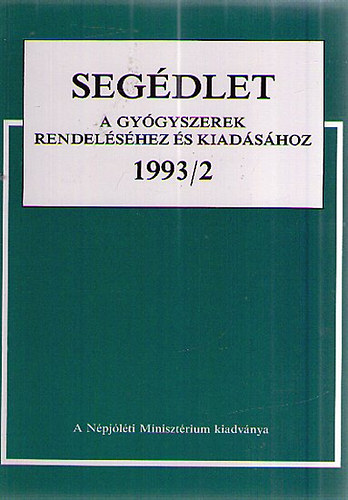 SEGÉDLET
A GYÓGYSZEREK
RENDELÉSÉHEZ ÉS KIADÁSÁHOZ
1993/2
A Népjóléti Minisztérium kiadványa